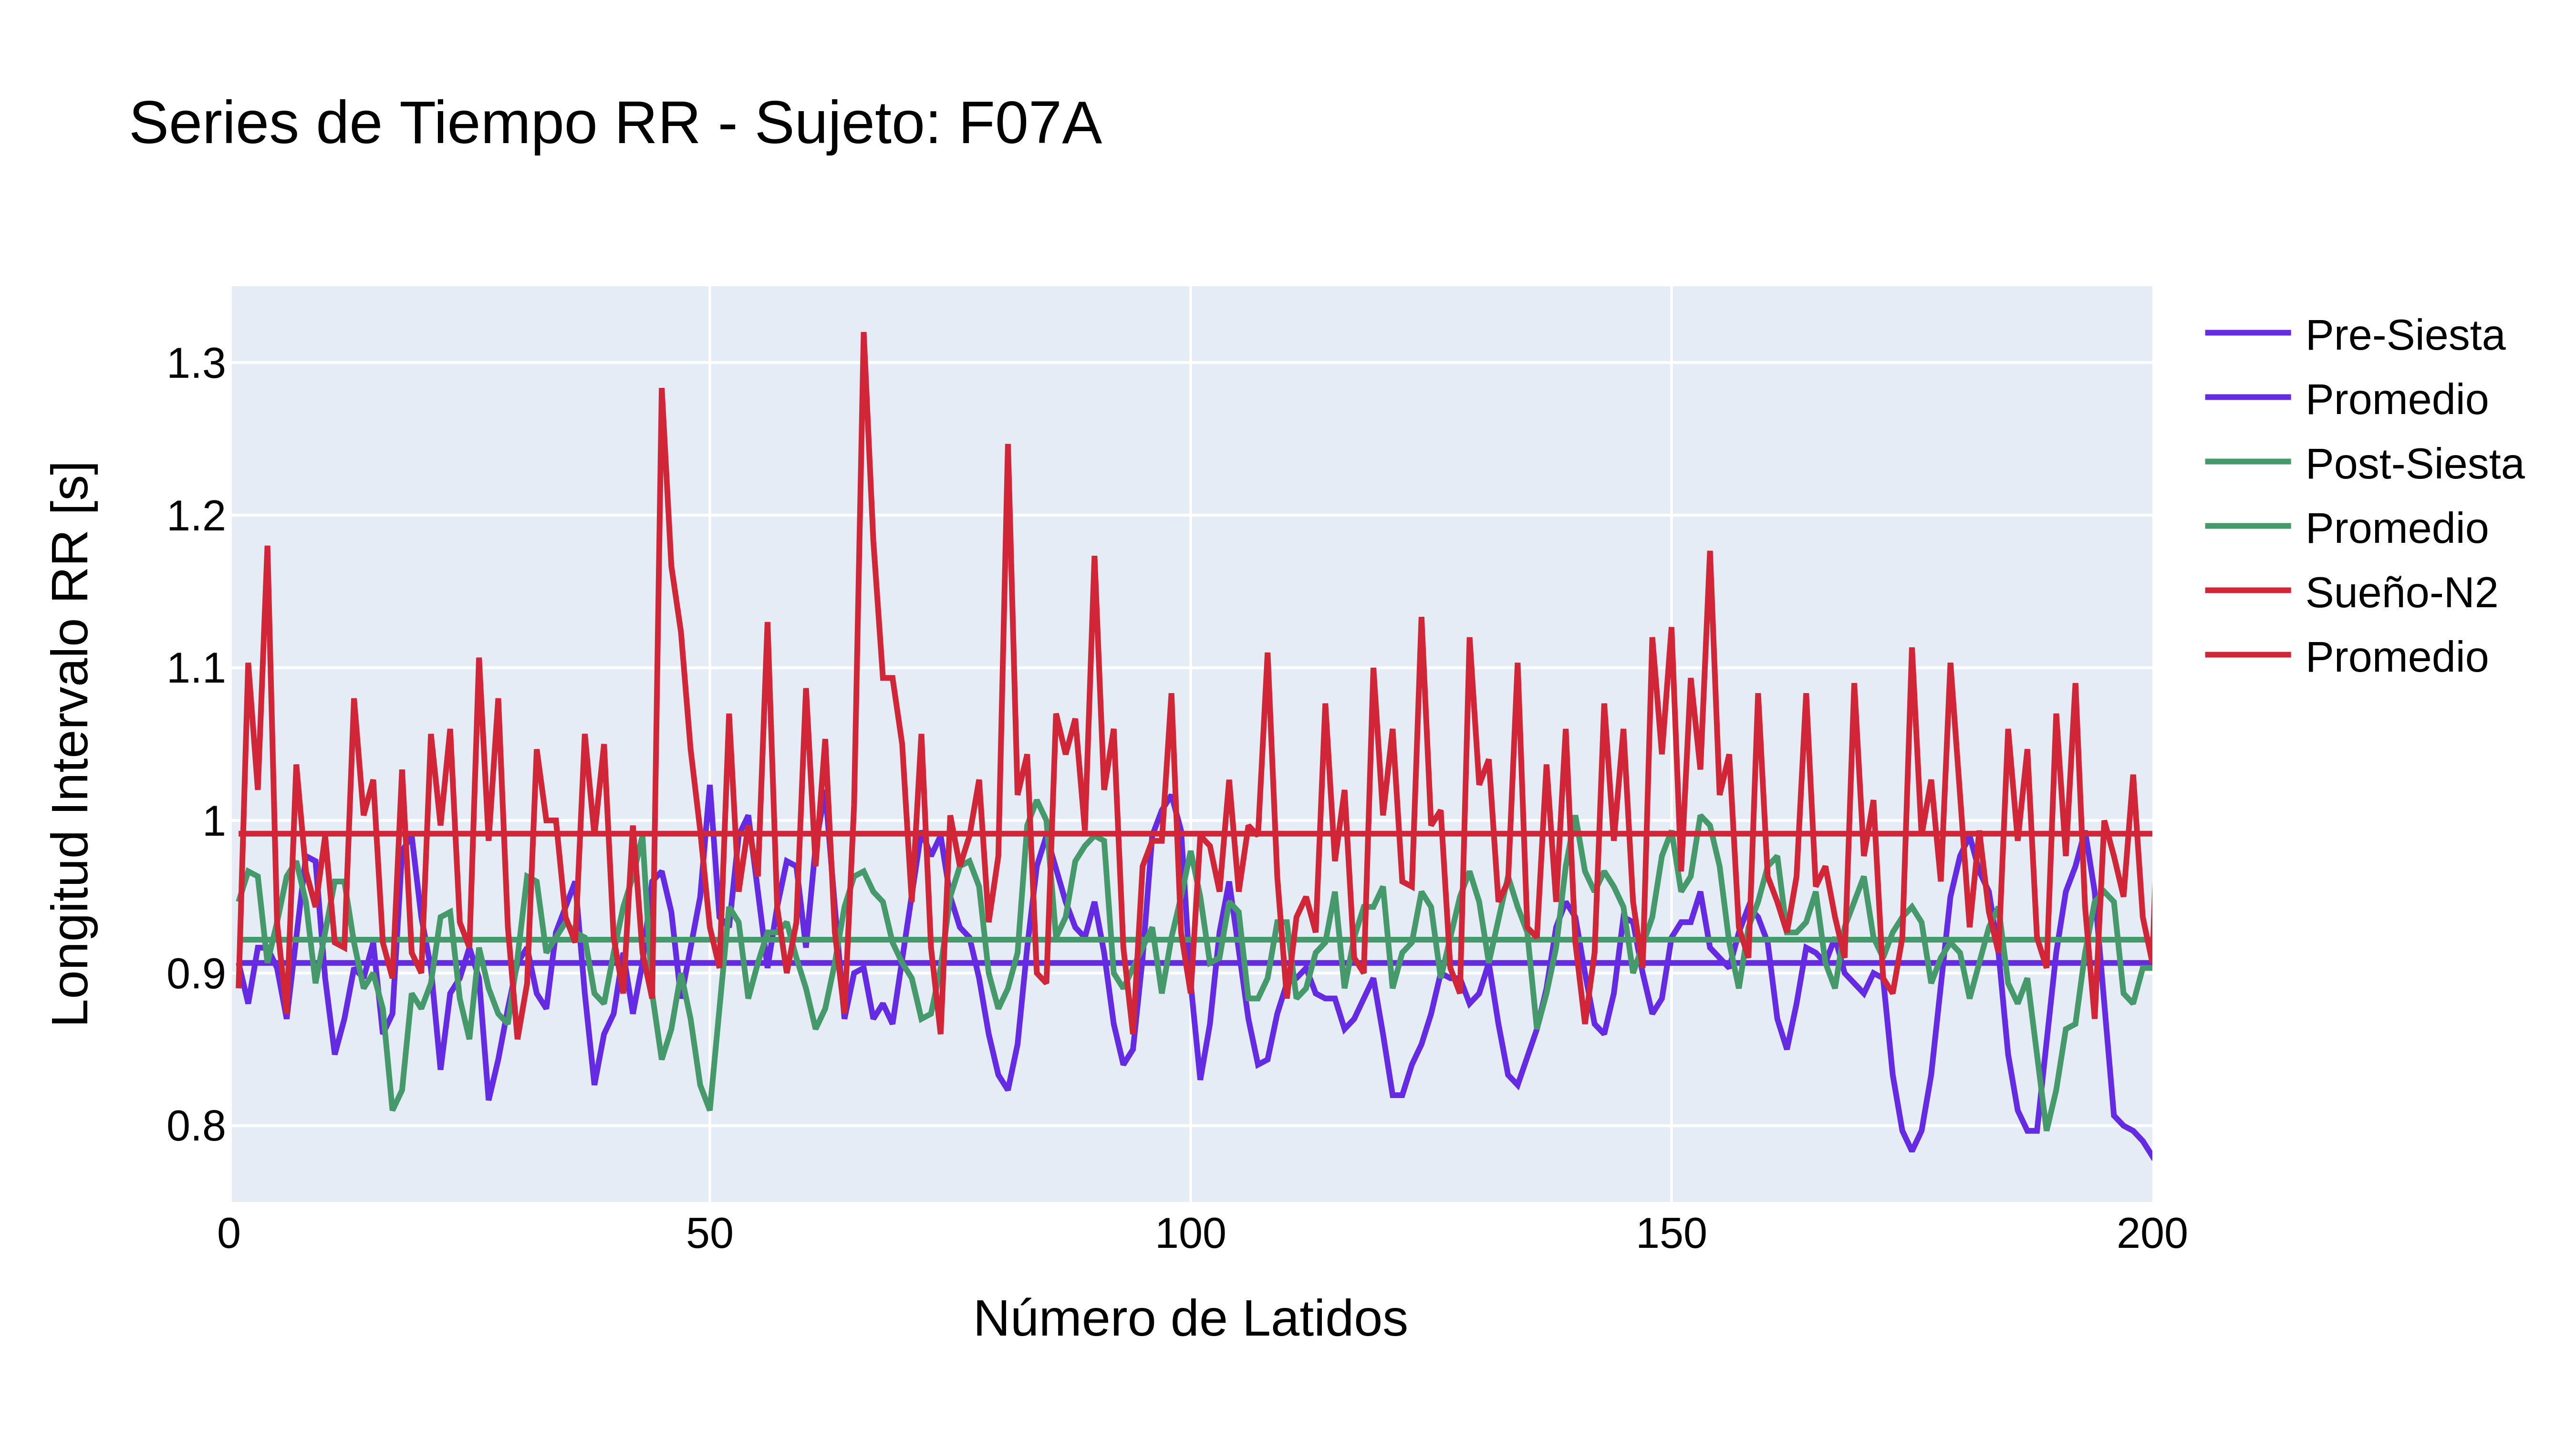 Series de Tiempo RR - Sujeto: F07A
Longitud Intervalo RR [s]
1.3
1.2
1.1
1
0.9
0.8
0
50
100
150
200
Número de Latidos
Pre-Siesta
Promedio
Post-Siesta
Promedio
Sueño-N2
Promedio